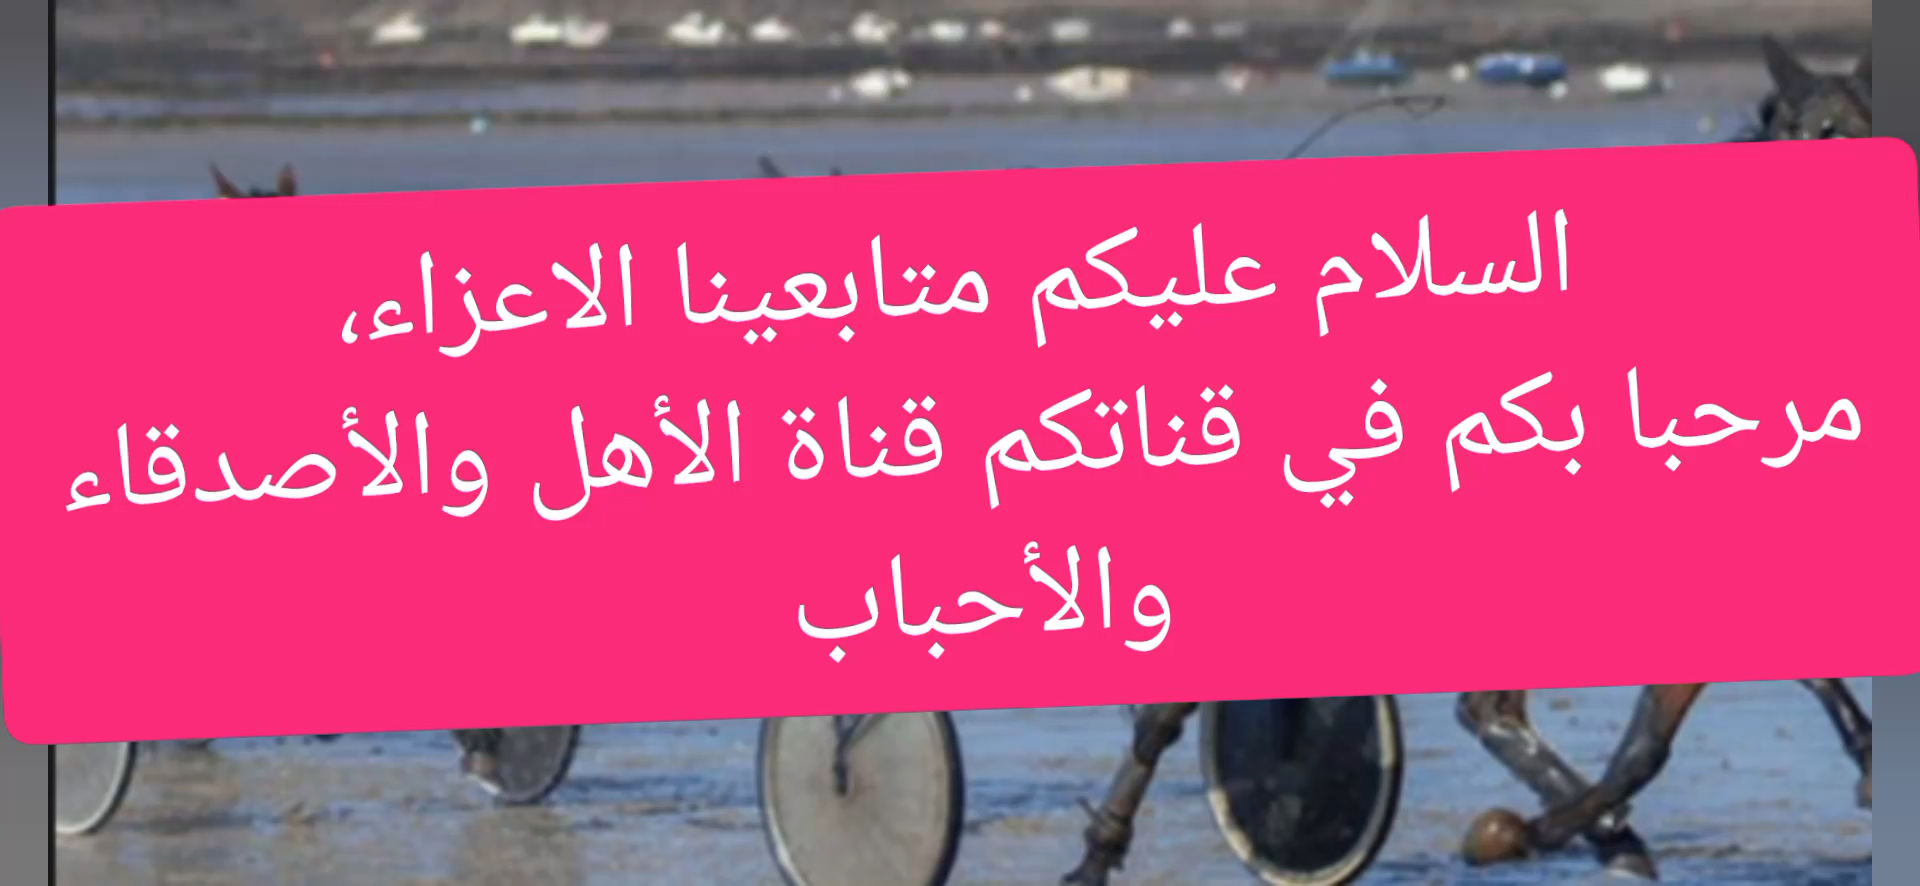 السلام عليكم متابعينا الاعزاء،
مرحبا بكم في قناتكم قناة الأهل والأصدقاء
والأحباب